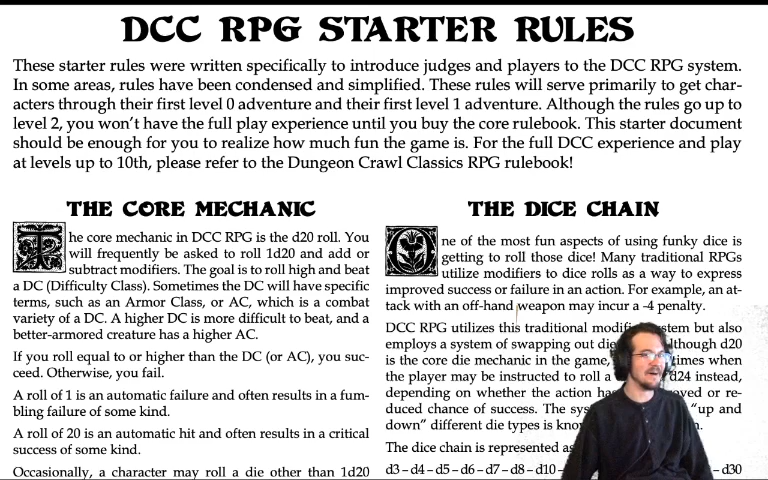 DCC RPG STARTER RULES
These starter rules were written specifically to introduce judges and players to the DCC RPG system.
In some areas, rules have been condensed and simplified. These rules will serve primarily to get char-
acters through their first level 0 adventure and their first level 1 adventure. Although the rules go up to
level 2, you won't have the full play experience until you buy the core rulebook. This starter document
should be enough for you to realize how much fun the game is. For the full DCC experience and play
at levels up to 10th, please refer to the Dungeon Crawl Classics RPG rulebook!
THE CORE MECHANIC
The core mechanic in DCC RPG is the d20 roll. You
will frequently be asked to roll 1d20 and add or
subtract modifiers. The goal is to roll high and beat
a DC (Difficulty Class). Sometimes the DC will have specific
terms, such as an Armor Class, or AC, which is a combat
variety of a DC. A higher DC is more difficult to beat, and a
better-armored creature has a higher AC.
If you roll equal to or higher than the DC (or AC), you suc-
ceed. Otherwise, you fail.
A roll of 1 is an automatic failure and often results in a fum-
bling failure of some kind.
A roll of 20 is an automatic hit and often results in a critical
success of some kind.
Occasionally, a character may roll a die other than 1d20
THE DICE CHAIN
One of the most fun aspects of using funky dice is
getting to roll those dice! Many traditional RPGs
utilize modifiers to dice rolls as a way to express
improved success or failure in an action. For example, an at-
tack with an off-hand weapon may incur a -4 penalty.
DCC RPG utilizes this traditional modifi stem but also
employs a system of swapping out die lthough d20
is the core die mechanic in the game, times when
the player may be instructed to roll a d24 instead,
depending on whether the action ha oved or re-
duced chance of success. The sys "up and
down" different die types is know n.
The dice chain is represented as
d3 – d4 – d5 – d6 – d7 – d8 – d10 – – d30